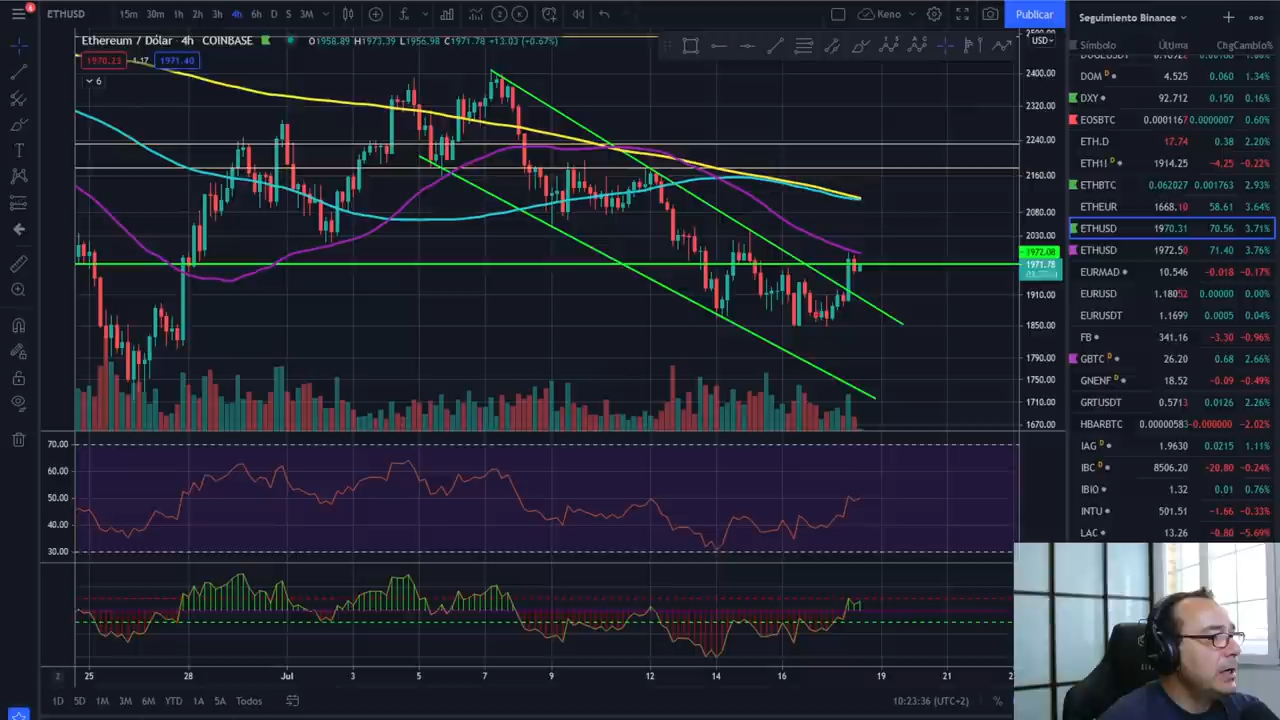 4
ETHUSD
15m 30m 1h 2h 3h 4h 6h D S 3M
Keno
Publicar
Ethereum / Dólar · 4h · COINBASE
O1958.89 H1973.39 L1956.98 C1971.78 +13.03 (+0.67%)
1970.23
1.17
1971.40
6
USD
2400.00
2320.00
2240.00
2160.00
2080.00
2030.00
1972.08
1971.78
1910.00
1850.00
1790.00
1750.00
1710.00
1670.00
70.00
60.00
50.00
40.00
30.00
25 28 Jul 3 5 7 12 14 16 19 21
1D 5D 1M 3M 6M YTD 1A 5A Todos
10:23:36 (UTC+2)
%
Seguimiento Binance
Símbolo Última Chg Cambio%
DOM D 4.525 0.060 1.34%
DXY 92.712 0.150 0.16%
EOSBTC 0.0001167 0.0000007 0.60%
ETH.D 17.74 0.38 2.20%
ETH1! D 1914.25 -4.25 -0.22%
ETHBTC 0.062027 0.001763 2.93%
ETHEUR 1668.10 58.61 3.64%
ETHUSD 1970.31 70.56 3.71%
ETHUSD 1972.50 71.40 3.76%
EURMAD 10.546 -0.018 -0.17%
EURUSD 1.18052 0.00000 0.00%
EURUSDT 1.1699 0.0005 0.04%
FB 341.16 -3.30 -0.96%
GBTC D 26.20 0.68 2.66%
GNENF D 18.52 -0.09 -0.49%
GRTUSDT 0.5713 0.0126 2.26%
HBARBTC 0.00000583 -0.000000 -2.02%
IAG D 1.9630 0.0215 1.11%
IBC D 8506.20 -20.80 -0.24%
IBIO 1.32 0.01 0.76%
INTU 501.51 -1.66 -0.33%
LAC 13.26 -0.80 -5.69%